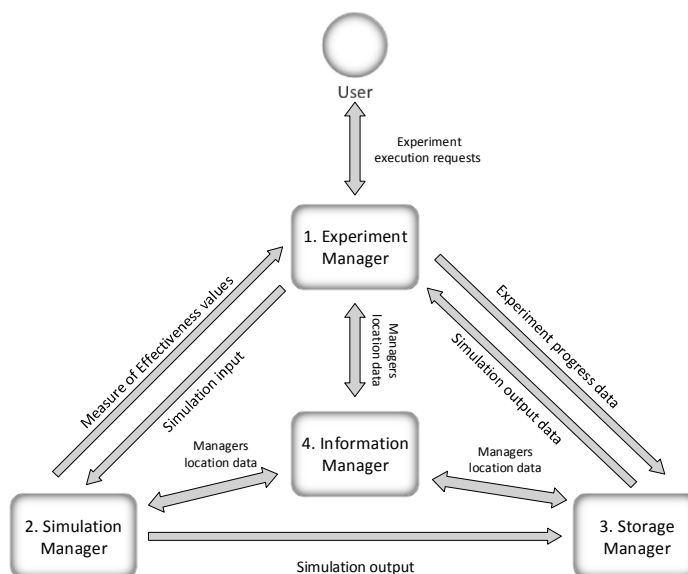 User
Experiment
execution requests
1. Experiment
Manager
Measure of Effectiveness values
Simulation input
Managers
location data
Experiment progress data
Simulation output data
4. Information
Manager
Managers
location data
Managers
location data
2. Simulation
Manager
3. Storage
Manager
Simulation output